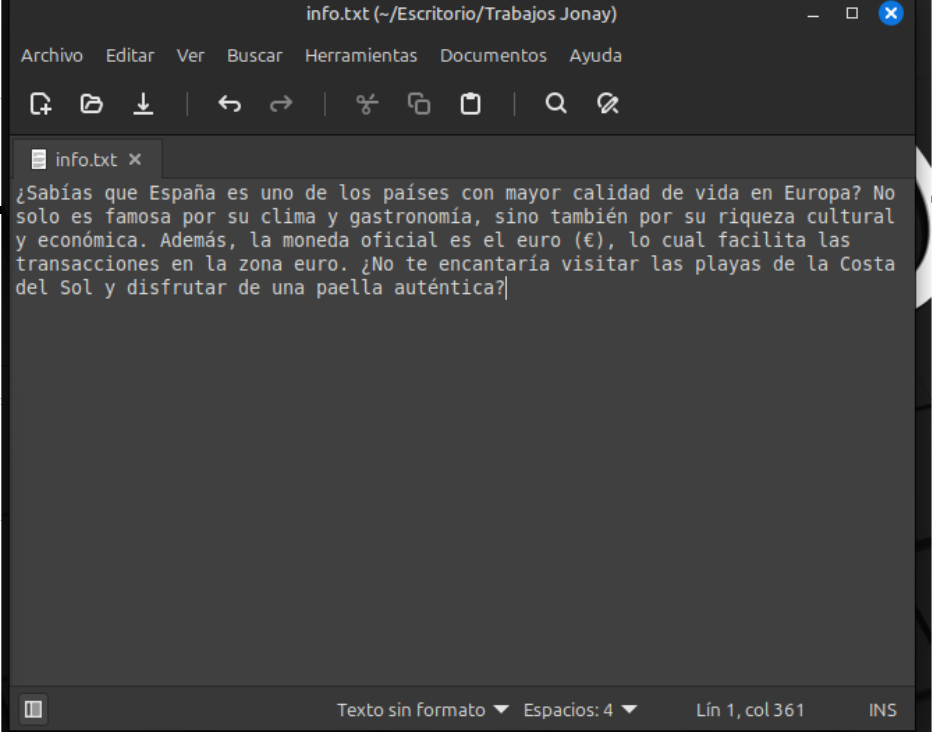 info.txt (~/Escritorio/Trabajos Jonay)
Archivo Editar Ver Buscar Herramientas Documentos Ayuda
info.txt
¿Sabías que España es uno de los países con mayor calidad de vida en Europa? No
solo es famosa por su clima y gastronomía, sino también por su riqueza cultural
y económica. Además, la moneda oficial es el euro (€), lo cual facilita las
transacciones en la zona euro. ¿No te encantaría visitar las playas de la Costa
del Sol y disfrutar de una paella auténtica?
Texto sin formato Espacios: 4 Lín 1, col 361 INS